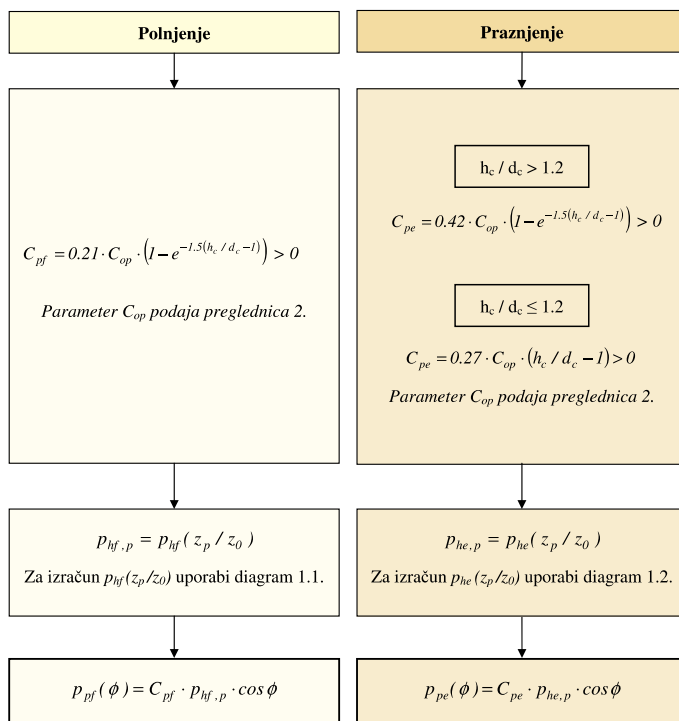 Polnjenje
C_pf = 0.21 · C_op · (1 − e^(−1.5(h_c / d_c −1))) > 0
Parameter C_op podaja preglednica 2.
p_hf,p = p_hf ( z_p / z_0 )
Za izračun p_hf (z_p/z_0) uporabi diagram 1.1.
p_pf ( ϕ ) = C_pf · p_hf,p · cos ϕ
Praznjenje
h_c / d_c > 1.2
C_pe = 0.42 · C_op · (1 − e^(−1.5(h_c / d_c −1))) > 0
h_c / d_c ≤ 1.2
C_pe = 0.27 · C_op · (h_c / d_c − 1) > 0
Parameter C_op podaja preglednica 2.
p_he,p = p_he ( z_p / z_0 )
Za izračun p_he (z_p/z_0) uporabi diagram 1.2.
p_pe ( ϕ ) = C_pe · p_he,p · cos ϕ